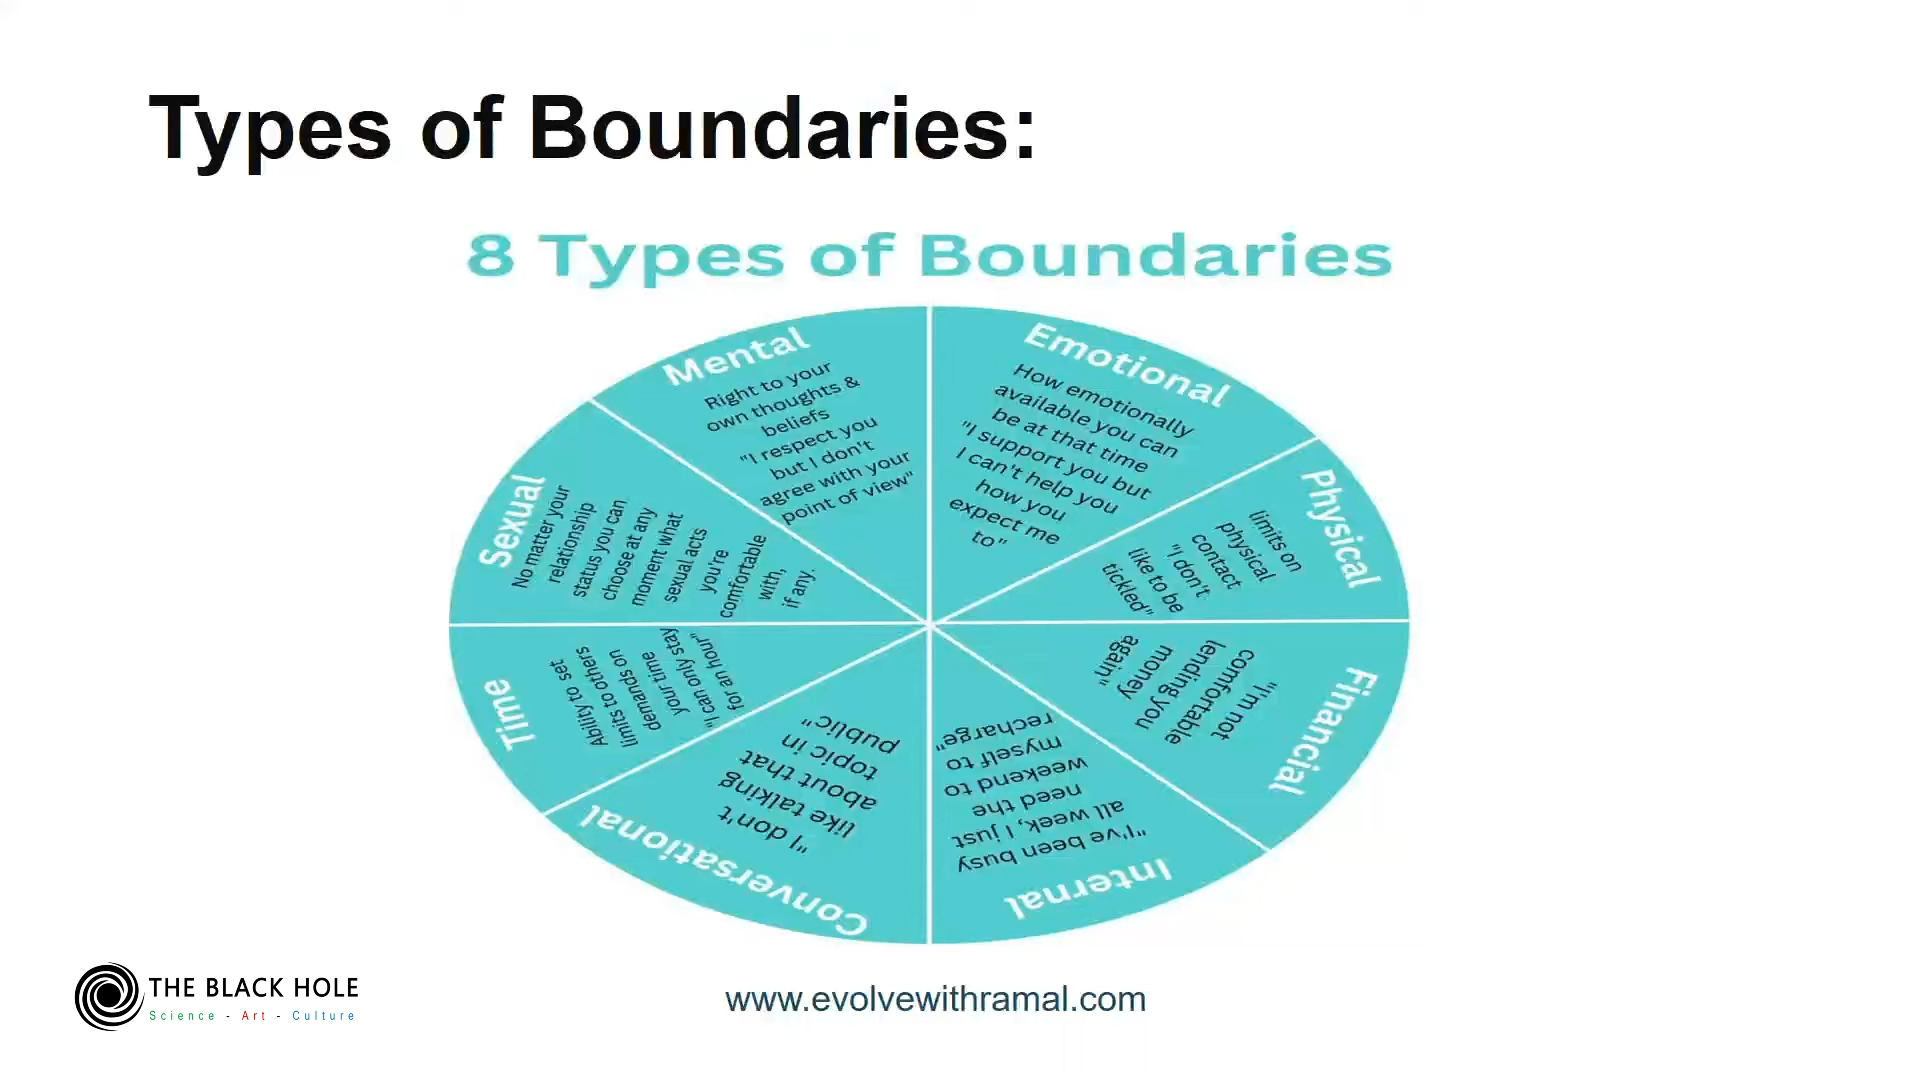 Types of Boundaries:
8 Types of Boundaries
Mental
Right to your
own thoughts &
beliefs
"I respect you
but I don't
agree with your
point of view"
Emotional
How emotionally
available you can
be at that time
"I support you but
I can't help you
how you
expect me
to"
Physical
limits on
physical
contact
"I don't
like to be
tickled"
Financial
"I'm not
comfortable
lending you
money
again"
Internal
"I've been busy
all week, I just
need the
weekend to
myself to
recharge"
Conversational
"I don't
like talking
about that
topic in
public"
Time
Ability to set
limits to others
demands on
your time
"I can only stay
for an hour"
Sexual
No matter your
relationship
status you can
choose at any
moment what
sexual acts
you're
comfortable
with,
if any.
THE BLACK HOLE
Science - Art - Culture
www.evolvewithramal.com